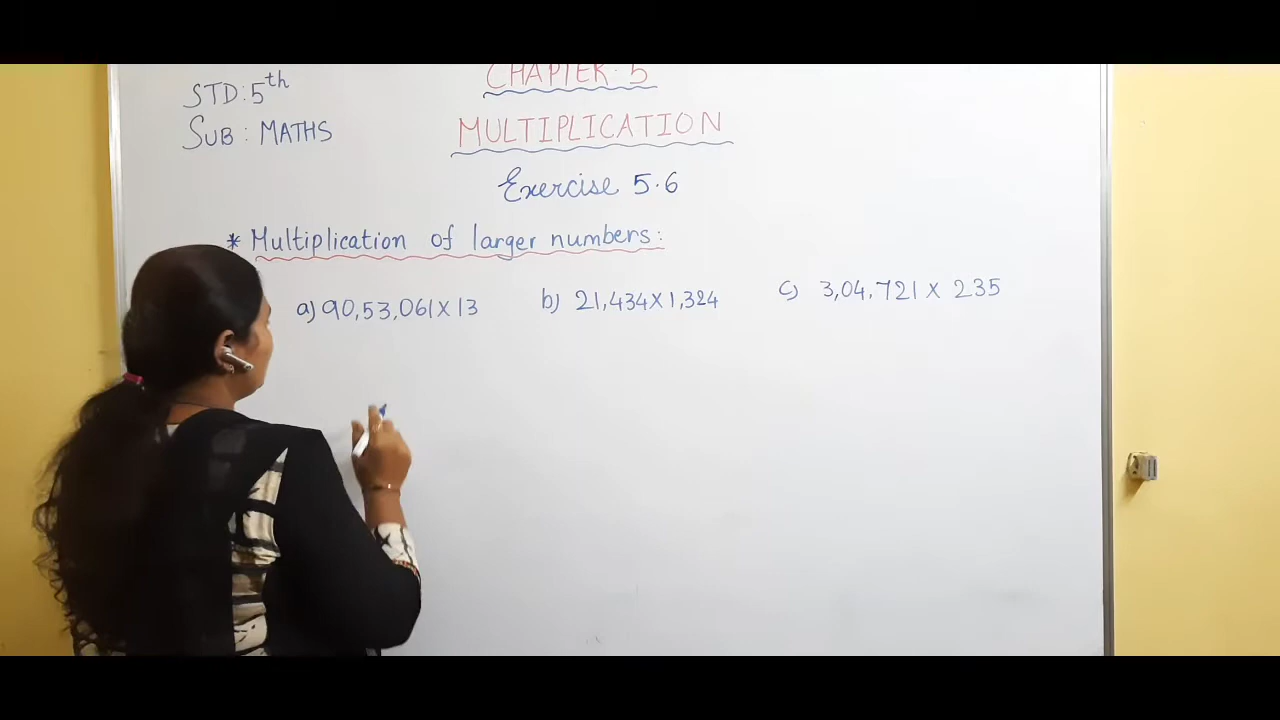 STD: 5th
SUB: MATHS
CHAPTER: 5
MULTIPLICATION
Exercise 5.6
* Multiplication of larger numbers:
a) 90,53,061 X 13
b) 21,434 X 1,324
c) 3,04,721 X 235